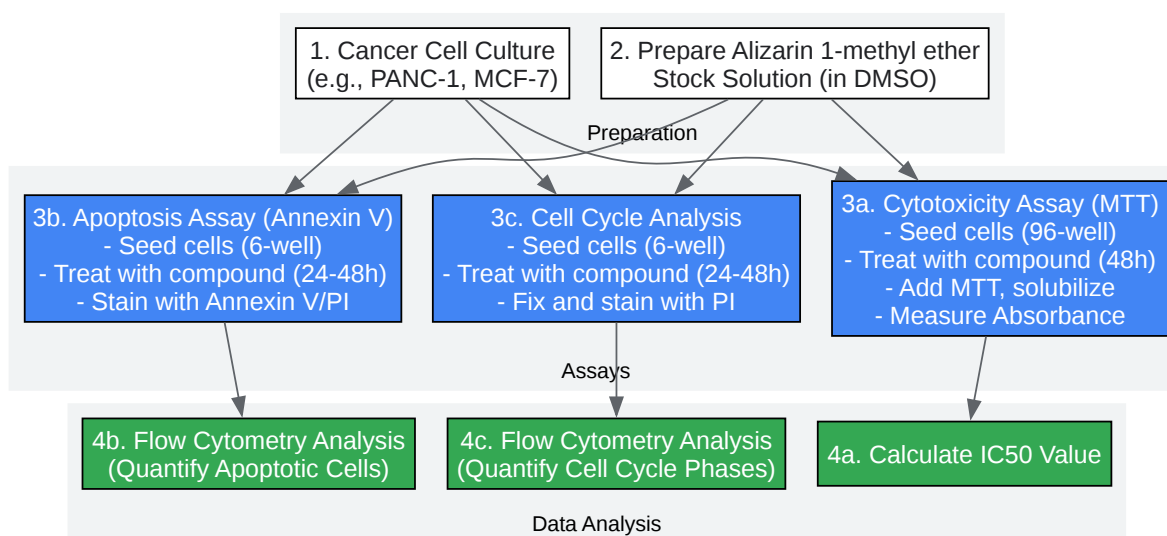 1. Cancer Cell Culture
(e.g., PANC-1, MCF-7)
2. Prepare Alizarin 1-methyl ether
Stock Solution (in DMSO)
Preparation
3b. Apoptosis Assay (Annexin V)
- Seed cells (6-well)
- Treat with compound (24-48h)
- Stain with Annexin V/PI
3c. Cell Cycle Analysis
- Seed cells (6-well)
- Treat with compound (24-48h)
- Fix and stain with PI
3a. Cytotoxicity Assay (MTT)
- Seed cells (96-well)
- Treat with compound (48h)
- Add MTT, solubilize
- Measure Absorbance
Assays
4b. Flow Cytometry Analysis
(Quantify Apoptotic Cells)
4c. Flow Cytometry Analysis
(Quantify Cell Cycle Phases)
4a. Calculate IC50 Value
Data Analysis